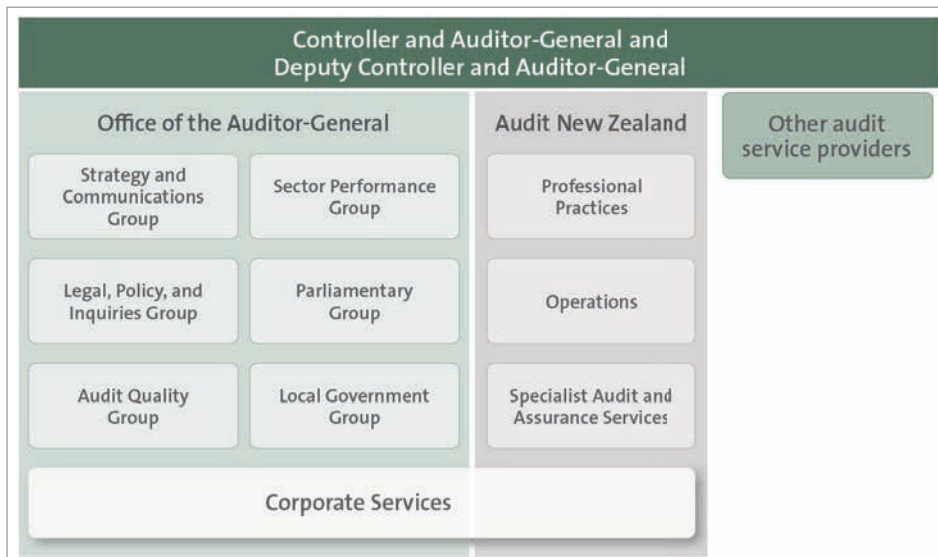 Controller and Auditor-General and
Deputy Controller and Auditor-General
Office of the Auditor-General
Strategy and
Communications
Group
Sector Performance
Group
Legal, Policy, and
Inquiries Group
Parliamentary
Group
Audit Quality
Group
Local Government
Group
Audit New Zealand
Professional
Practices
Operations
Specialist Audit and
Assurance Services
Other audit
service providers
Corporate Services